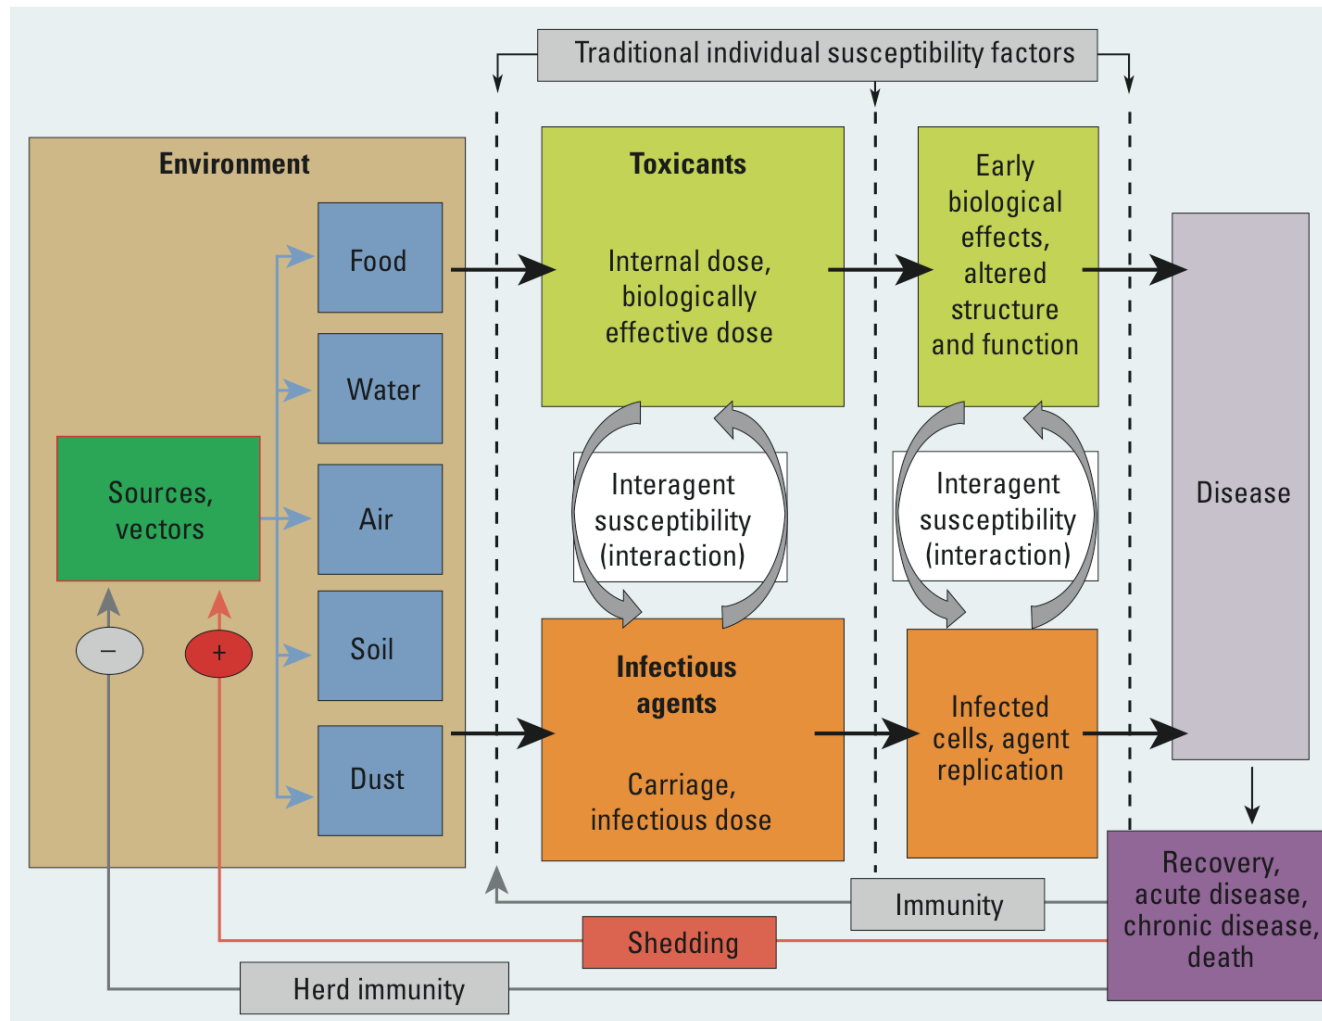 Traditional individual susceptibility factors
Environment
Food
Water
Air
Soil
Dust
Sources,
vectors
−
+
Toxicants
Internal dose,
biologically
effective dose
Early
biological
effects,
altered
structure
and function
Interagent
susceptibility
(interaction)
Interagent
susceptibility
(interaction)
Infectious
agents
Carriage,
infectious dose
Infected
cells, agent
replication
Disease
Recovery,
acute disease,
chronic disease,
death
Immunity
Shedding
Herd immunity